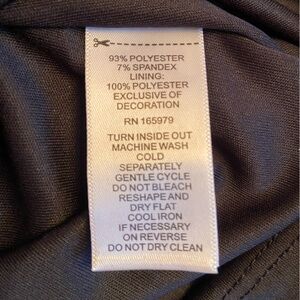 93% POLYESTER
7% SPANDEX
LINING:
100% POLYESTER
EXCLUSIVE OF
DECORATION
RN 165979
TURN INSIDE OUT
MACHINE WASH
COLD
SEPARATELY
GENTLE CYCLE
DO NOT BLEACH
RESHAPE AND
DRY FLAT
COOL IRON
IF NECESSARY
ON REVERSE
DO NOT DRY CLEAN